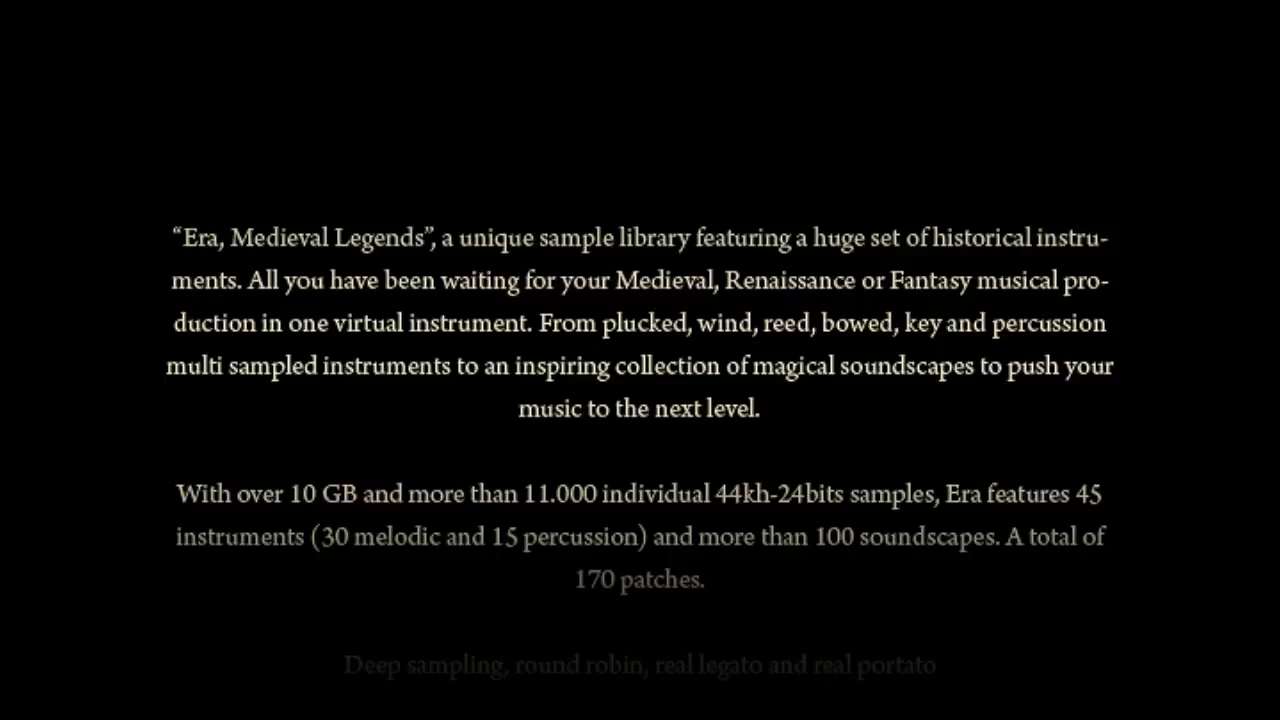 “Era, Medieval Legends”, a unique sample library featuring a huge set of historical instru-
ments. All you have been waiting for your Medieval, Renaissance or Fantasy musical pro-
duction in one virtual instrument. From plucked, wind, reed, bowed, key and percussion
multi sampled instruments to an inspiring collection of magical soundscapes to push your
music to the next level.
With over 10 GB and more than 11.000 individual 44kh-24bits samples, Era features 45
instruments (30 melodic and 15 percussion) and more than 100 soundscapes. A total of
170 patches.
Deep sampling, round robin, real legato and real portato